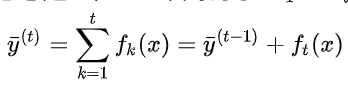 ȳ^(t) = ∑_{k=1}^{t} f_k(x) = ȳ^(t−1) + f_t(x)